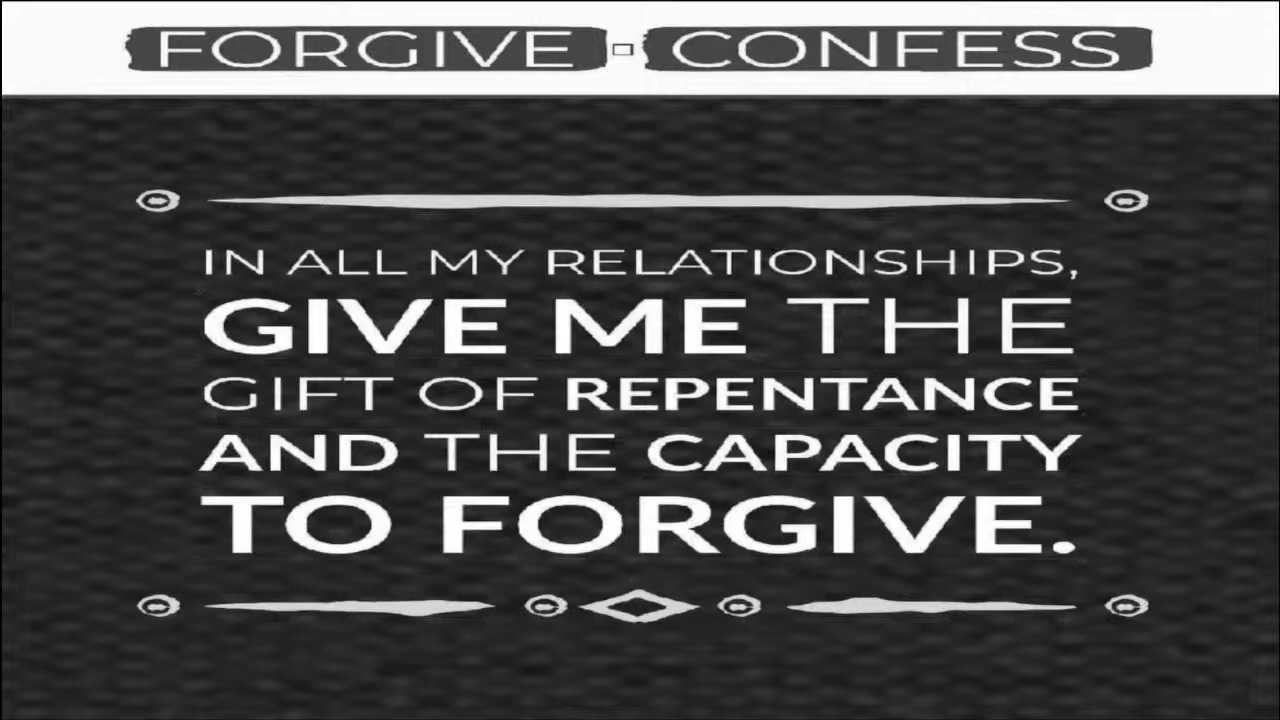 FORGIVE - CONFESS
IN ALL MY RELATIONSHIPS,
GIVE ME THE
GIFT OF REPENTANCE
AND THE CAPACITY
TO FORGIVE.